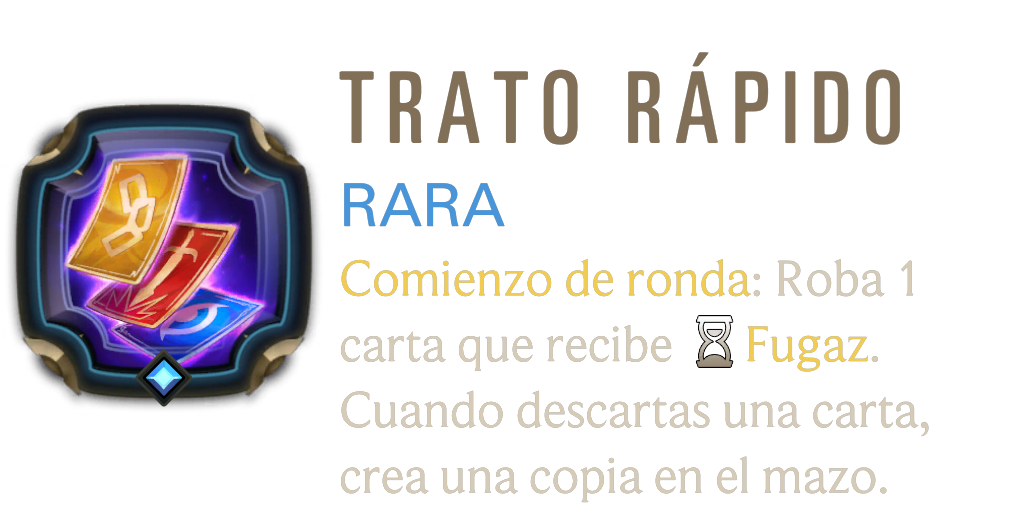 TRATO RÁPIDO
RARA
Comienzo de ronda: Roba 1
carta que recibe Fugaz.
Cuando descartas una carta,
crea una copia en el mazo.